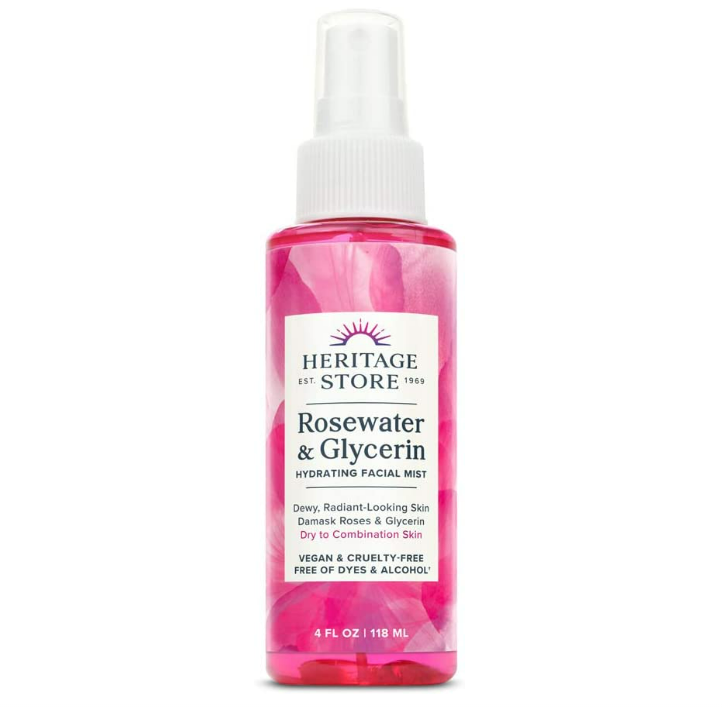 HERITAGE
EST. STORE 1969
Rosewater
& Glycerin
HYDRATING FACIAL MIST
Dewy, Radiant-Looking Skin
Damask Roses & Glycerin
Dry to Combination Skin
VEGAN & CRUELTY-FREE
FREE OF DYES & ALCOHOL†
4 FL OZ | 118 ML